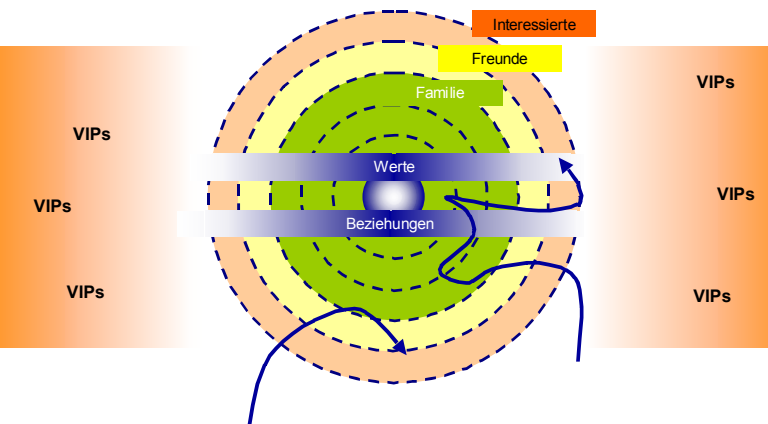 Interessierte
Freunde
VIPs
Familie
VIPs
Werte
VIPs
VIPs
Beziehungen
VIPs
VIPs